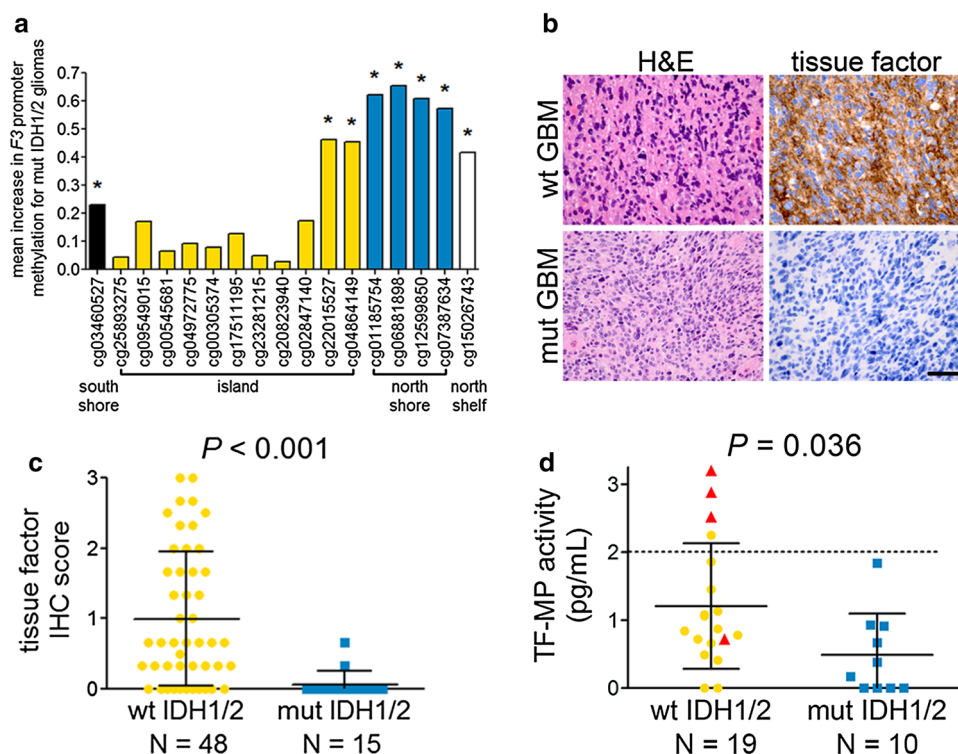 a
mean increase in F3 promoter
methylation for mut IDH1/2 gliomas
0.7
0.6
0.5
0.4
0.3
0.2
0.1
0.0
*
*
*
*
*
*
*
*
cg03460527
cg25893275
cg09549015
cg00545681
cg04972775
cg00305374
cg17511195
cg23281215
cg20823940
cg02847140
cg22015527
cg04864149
cg01185754
cg06881898
cg12599850
cg07387634
cg15026743
south
shore
island
north
shore
north
shelf
b
H&E
tissue factor
wt GBM
mut GBM
c
P < 0.001
tissue factor
IHC score
3
2
1
0
wt IDH1/2
mut IDH1/2
N = 48
N = 15
d
P = 0.036
TF-MP activity
(pg/mL)
3
2
1
0
wt IDH1/2
mut IDH1/2
N = 19
N = 10